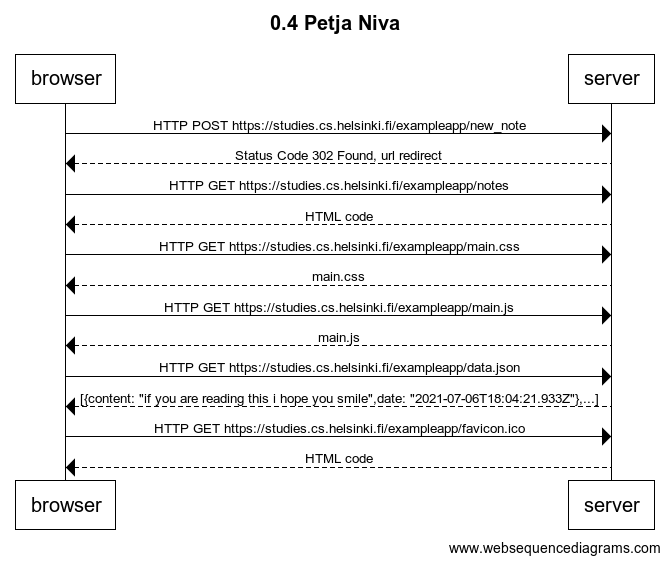 0.4 Petja Niva
browser server
HTTP POST https://studies.cs.helsinki.fi/exampleapp/new_note
Status Code 302 Found, url redirect
HTTP GET https://studies.cs.helsinki.fi/exampleapp/notes
HTML code
HTTP GET https://studies.cs.helsinki.fi/exampleapp/main.css
main.css
HTTP GET https://studies.cs.helsinki.fi/exampleapp/main.js
main.js
HTTP GET https://studies.cs.helsinki.fi/exampleapp/data.json
[{content: "if you are reading this i hope you smile",date: "2021-07-06T18:04:21.933Z"},...]
HTTP GET https://studies.cs.helsinki.fi/exampleapp/favicon.ico
HTML code
browser server
www.websequencediagrams.com